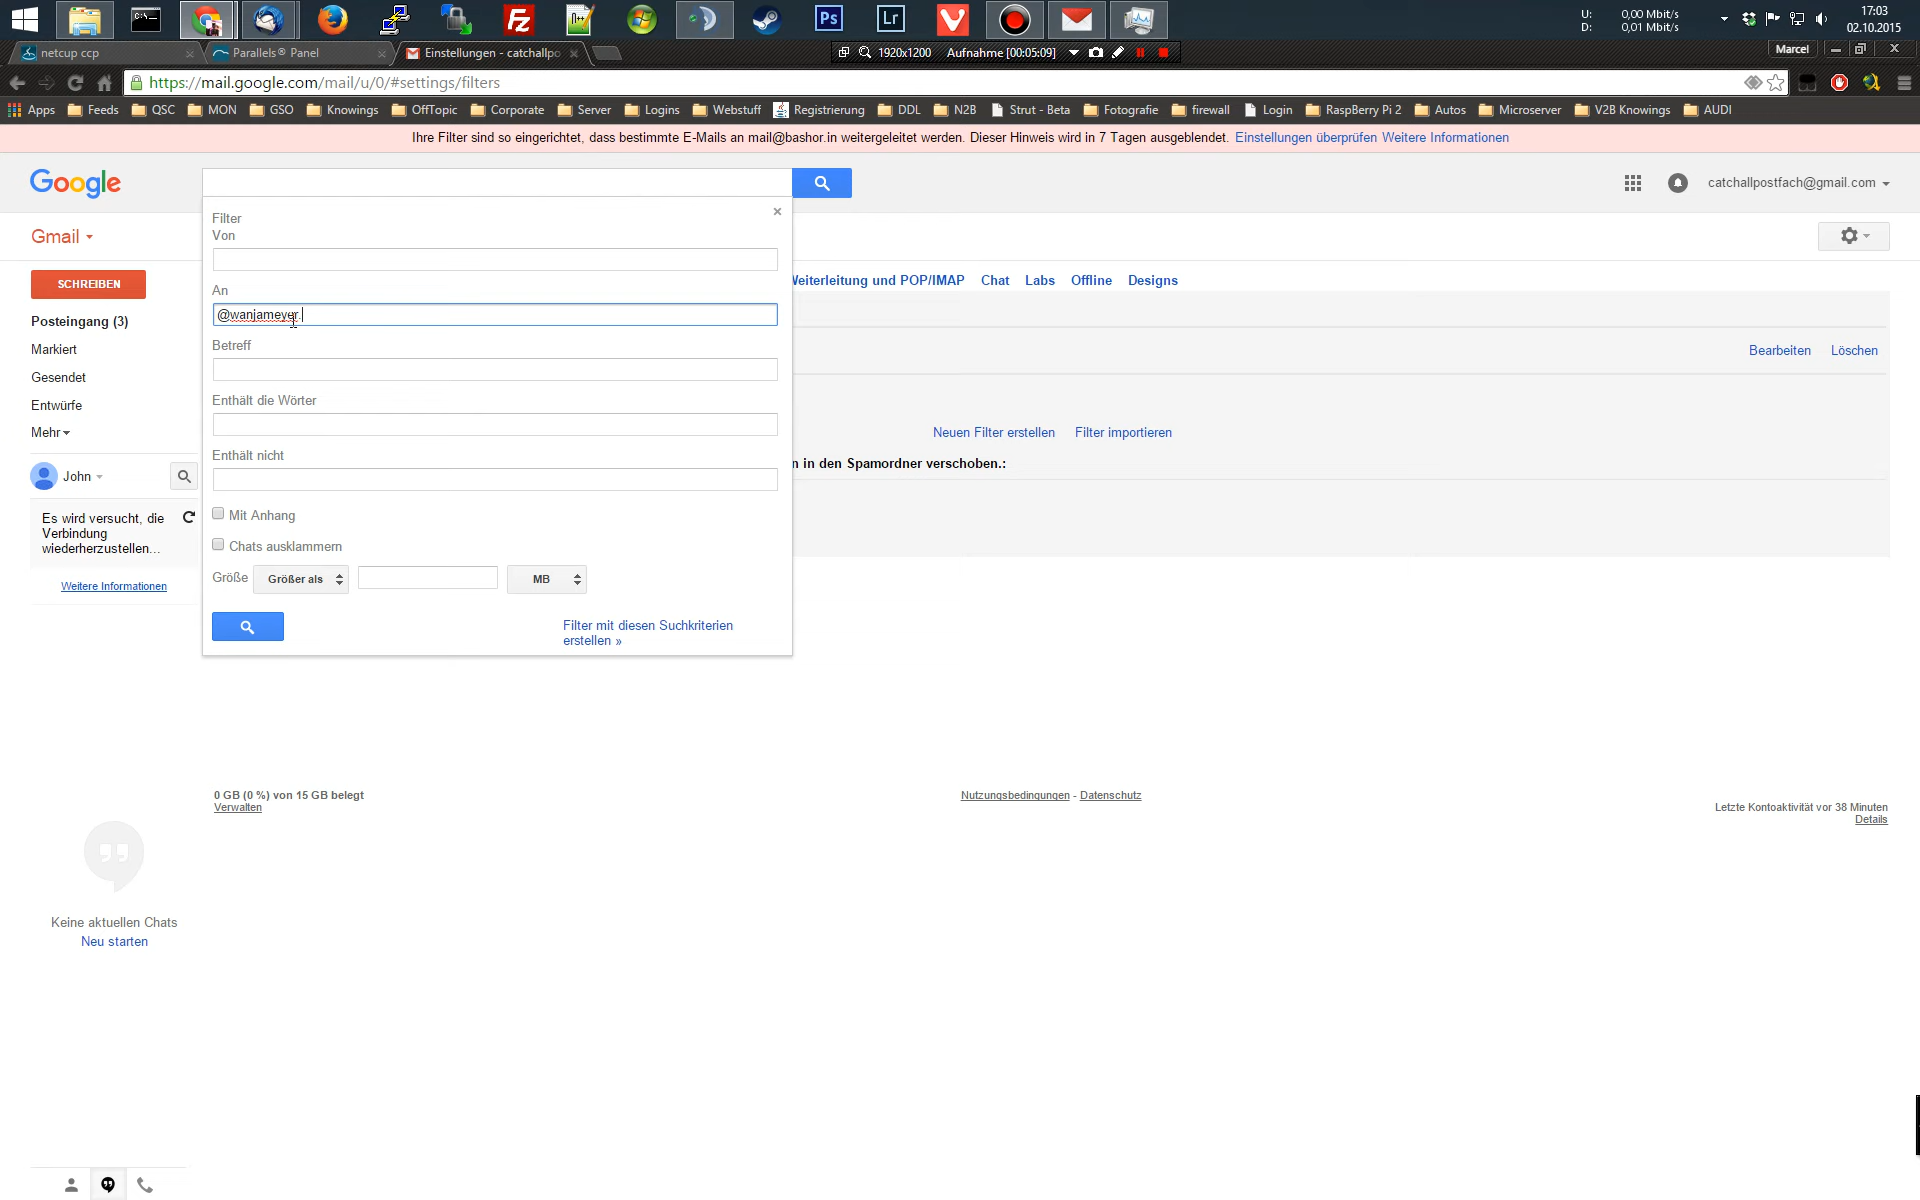 C:\_
Fz
Ps
Lr
U: 0,00 Mbit/s
D: 0,01 Mbit/s
17:03
02.10.2015
netcup ccp
Parallels® Panel
Einstellungen - catchallpo
1920x1200
Aufnahme [00:05:09]
Marcel
https://mail.google.com/mail/u/0/#settings/filters
Apps Feeds QSC MON GSO Knowings OffTopic Corporate Server Logins Webstuff Registrierung DDL N2B Strut - Beta Fotografie firewall Login RaspBerry Pi 2 Autos Microserver V2B Knowings AUDI
Ihre Filter sind so eingerichtet, dass bestimmte E-Mails an mail@bashor.in weitergeleitet werden. Dieser Hinweis wird in 7 Tagen ausgeblendet. Einstellungen überprüfen Weitere Informationen
Google
catchallpostfach@gmail.com
Gmail
SCHREIBEN
Posteingang (3)
Markiert
Gesendet
Entwürfe
Mehr
John
Es wird versucht, die
Verbindung
wiederherzustellen...
Weitere Informationen
Filter
Von
An
@wanjameyer.
Betreff
Enthält die Wörter
Enthält nicht
Mit Anhang
Chats ausklammern
Größe Größer als MB
Filter mit diesen Suchkriterien
erstellen »
Weiterleitung und POP/IMAP Chat Labs Offline Designs
Bearbeiten Löschen
Neuen Filter erstellen Filter importieren
n in den Spamordner verschoben.:
0 GB (0 %) von 15 GB belegt
Verwalten
Nutzungsbedingungen - Datenschutz
Letzte Kontoaktivität vor 38 Minuten
Details
Keine aktuellen Chats
Neu starten